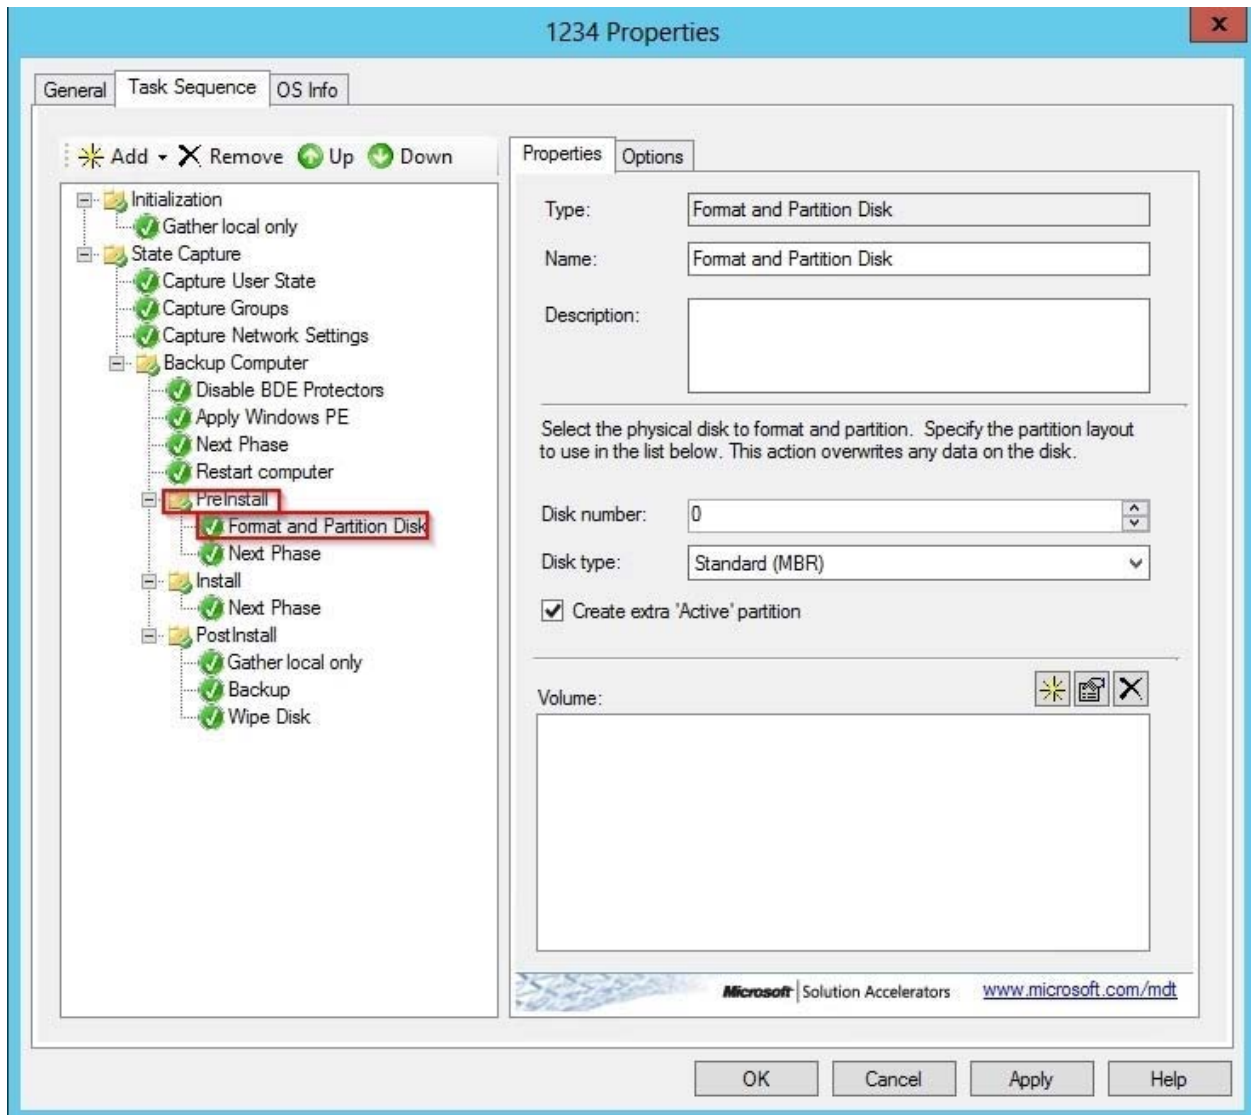 1234 Properties
x
General
Task Sequence
OS Info
Add
Remove
Up
Down
Initialization
Gather local only
State Capture
Capture User State
Capture Groups
Capture Network Settings
Backup Computer
Disable BDE Protectors
Apply Windows PE
Next Phase
Restart computer
PreInstall
Format and Partition Disk
Next Phase
Install
Next Phase
PostInstall
Gather local only
Backup
Wipe Disk
Properties
Options
Type:
Format and Partition Disk
Name:
Format and Partition Disk
Description:
Select the physical disk to format and partition. Specify the partition layout
to use in the list below. This action overwrites any data on the disk.
Disk number:
0
Disk type:
Standard (MBR)
Create extra 'Active' partition
Volume:
Microsoft Solution Accelerators
www.microsoft.com/mdt
OK
Cancel
Apply
Help